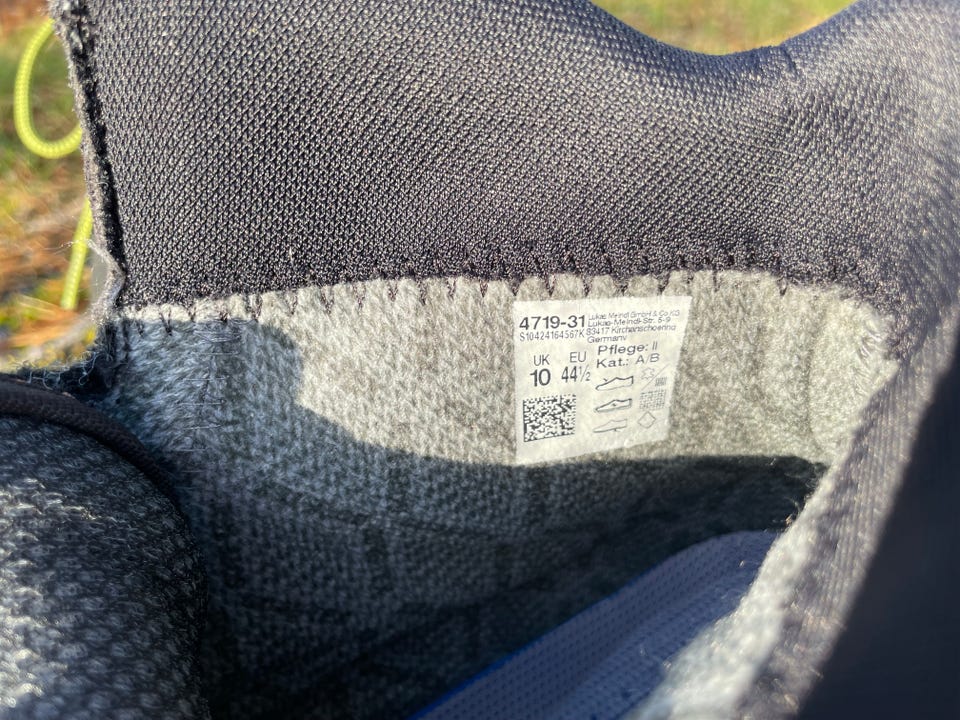 4719-31
S10424164567K
Lukas Meindl GmbH & Co KG
Lukas-Meindl-Str. 5-9
83417 Kirchanschoering
Germany
UK EU
10 44½
Pflege: II
Kat.: A/B